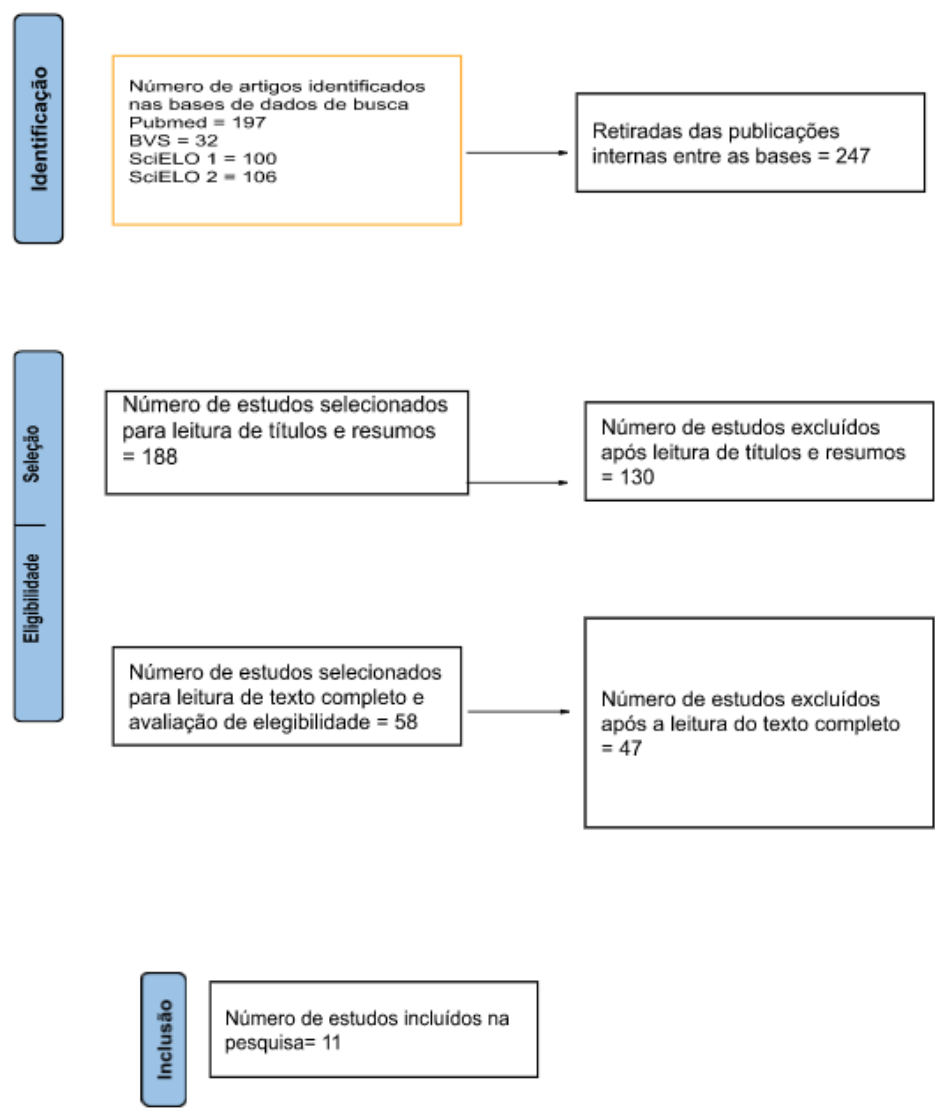 Identificação
Número de artigos identificados
nas bases de dados de busca
Pubmed = 197
BVS = 32
SciELO 1 = 100
SciELO 2 = 106
Retiradas das publicações
internas entre as bases = 247
Seleção
Número de estudos selecionados
para leitura de títulos e resumos
= 188
Número de estudos excluídos
após leitura de títulos e resumos
= 130
Eligibilidade
Número de estudos selecionados
para leitura de texto completo e
avaliação de elegibilidade = 58
Número de estudos excluídos
após a leitura do texto completo
= 47
Inclusão
Número de estudos incluídos na
pesquisa= 11